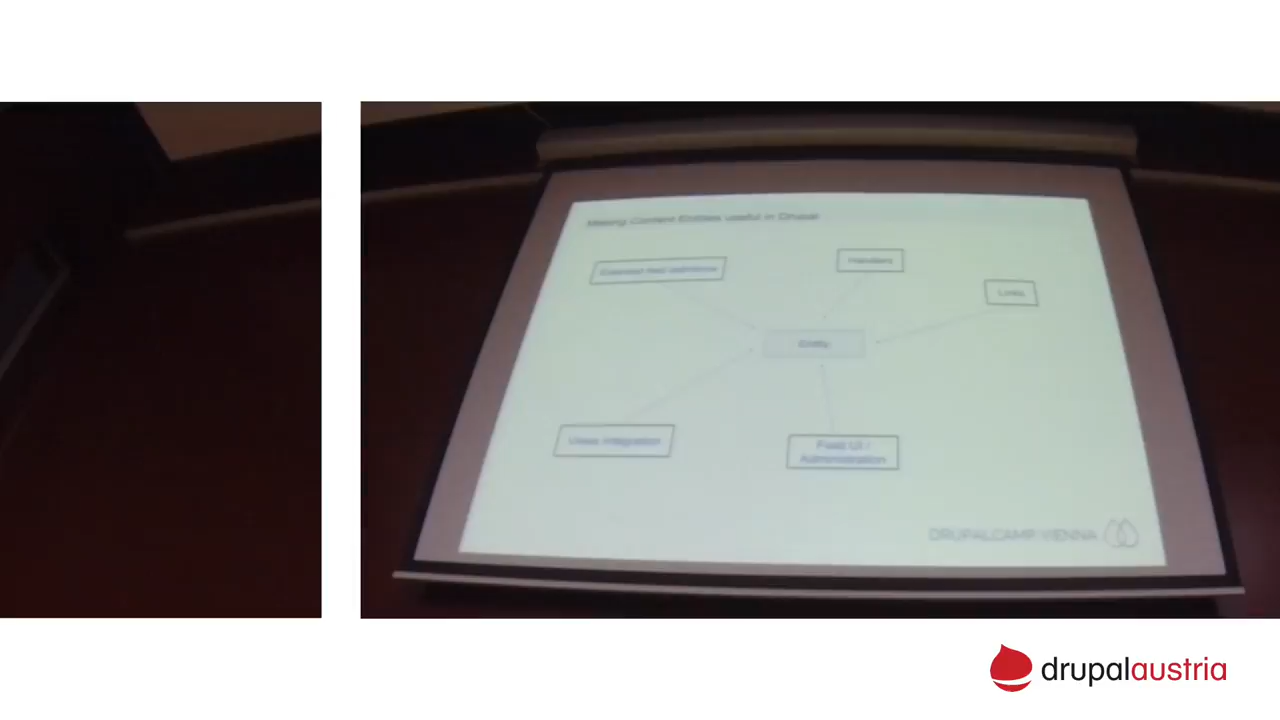 Making Content Entities useful in Drupal
Extended field definitions
Handlers
Links
Entity
Views integration
Field UI /
Administration
DRUPALCAMP VIENNA
drupalaustria